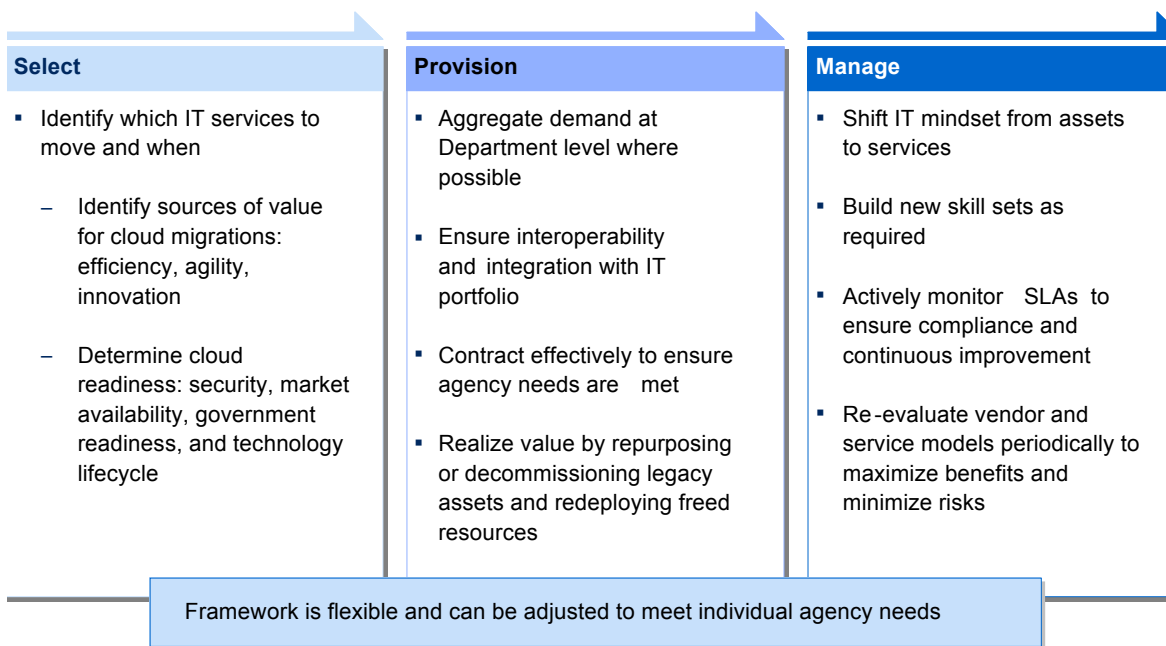 Select
▪ Identify which IT services to
move and when
– Identify sources of value
for cloud migrations:
efficiency, agility,
innovation
– Determine cloud
readiness: security, market
availability, government
readiness, and technology
lifecycle
Provision
▪ Aggregate demand at
Department level where
possible
▪ Ensure interoperability
and integration with IT
portfolio
▪ Contract effectively to ensure
agency needs are met
▪ Realize value by repurposing
or decommissioning legacy
assets and redeploying freed
resources
Manage
▪ Shift IT mindset from assets
to services
▪ Build new skill sets as
required
▪ Actively monitor SLAs to
ensure compliance and
continuous improvement
▪ Re-evaluate vendor and
service models periodically to
maximize benefits and
minimize risks
Framework is flexible and can be adjusted to meet individual agency needs